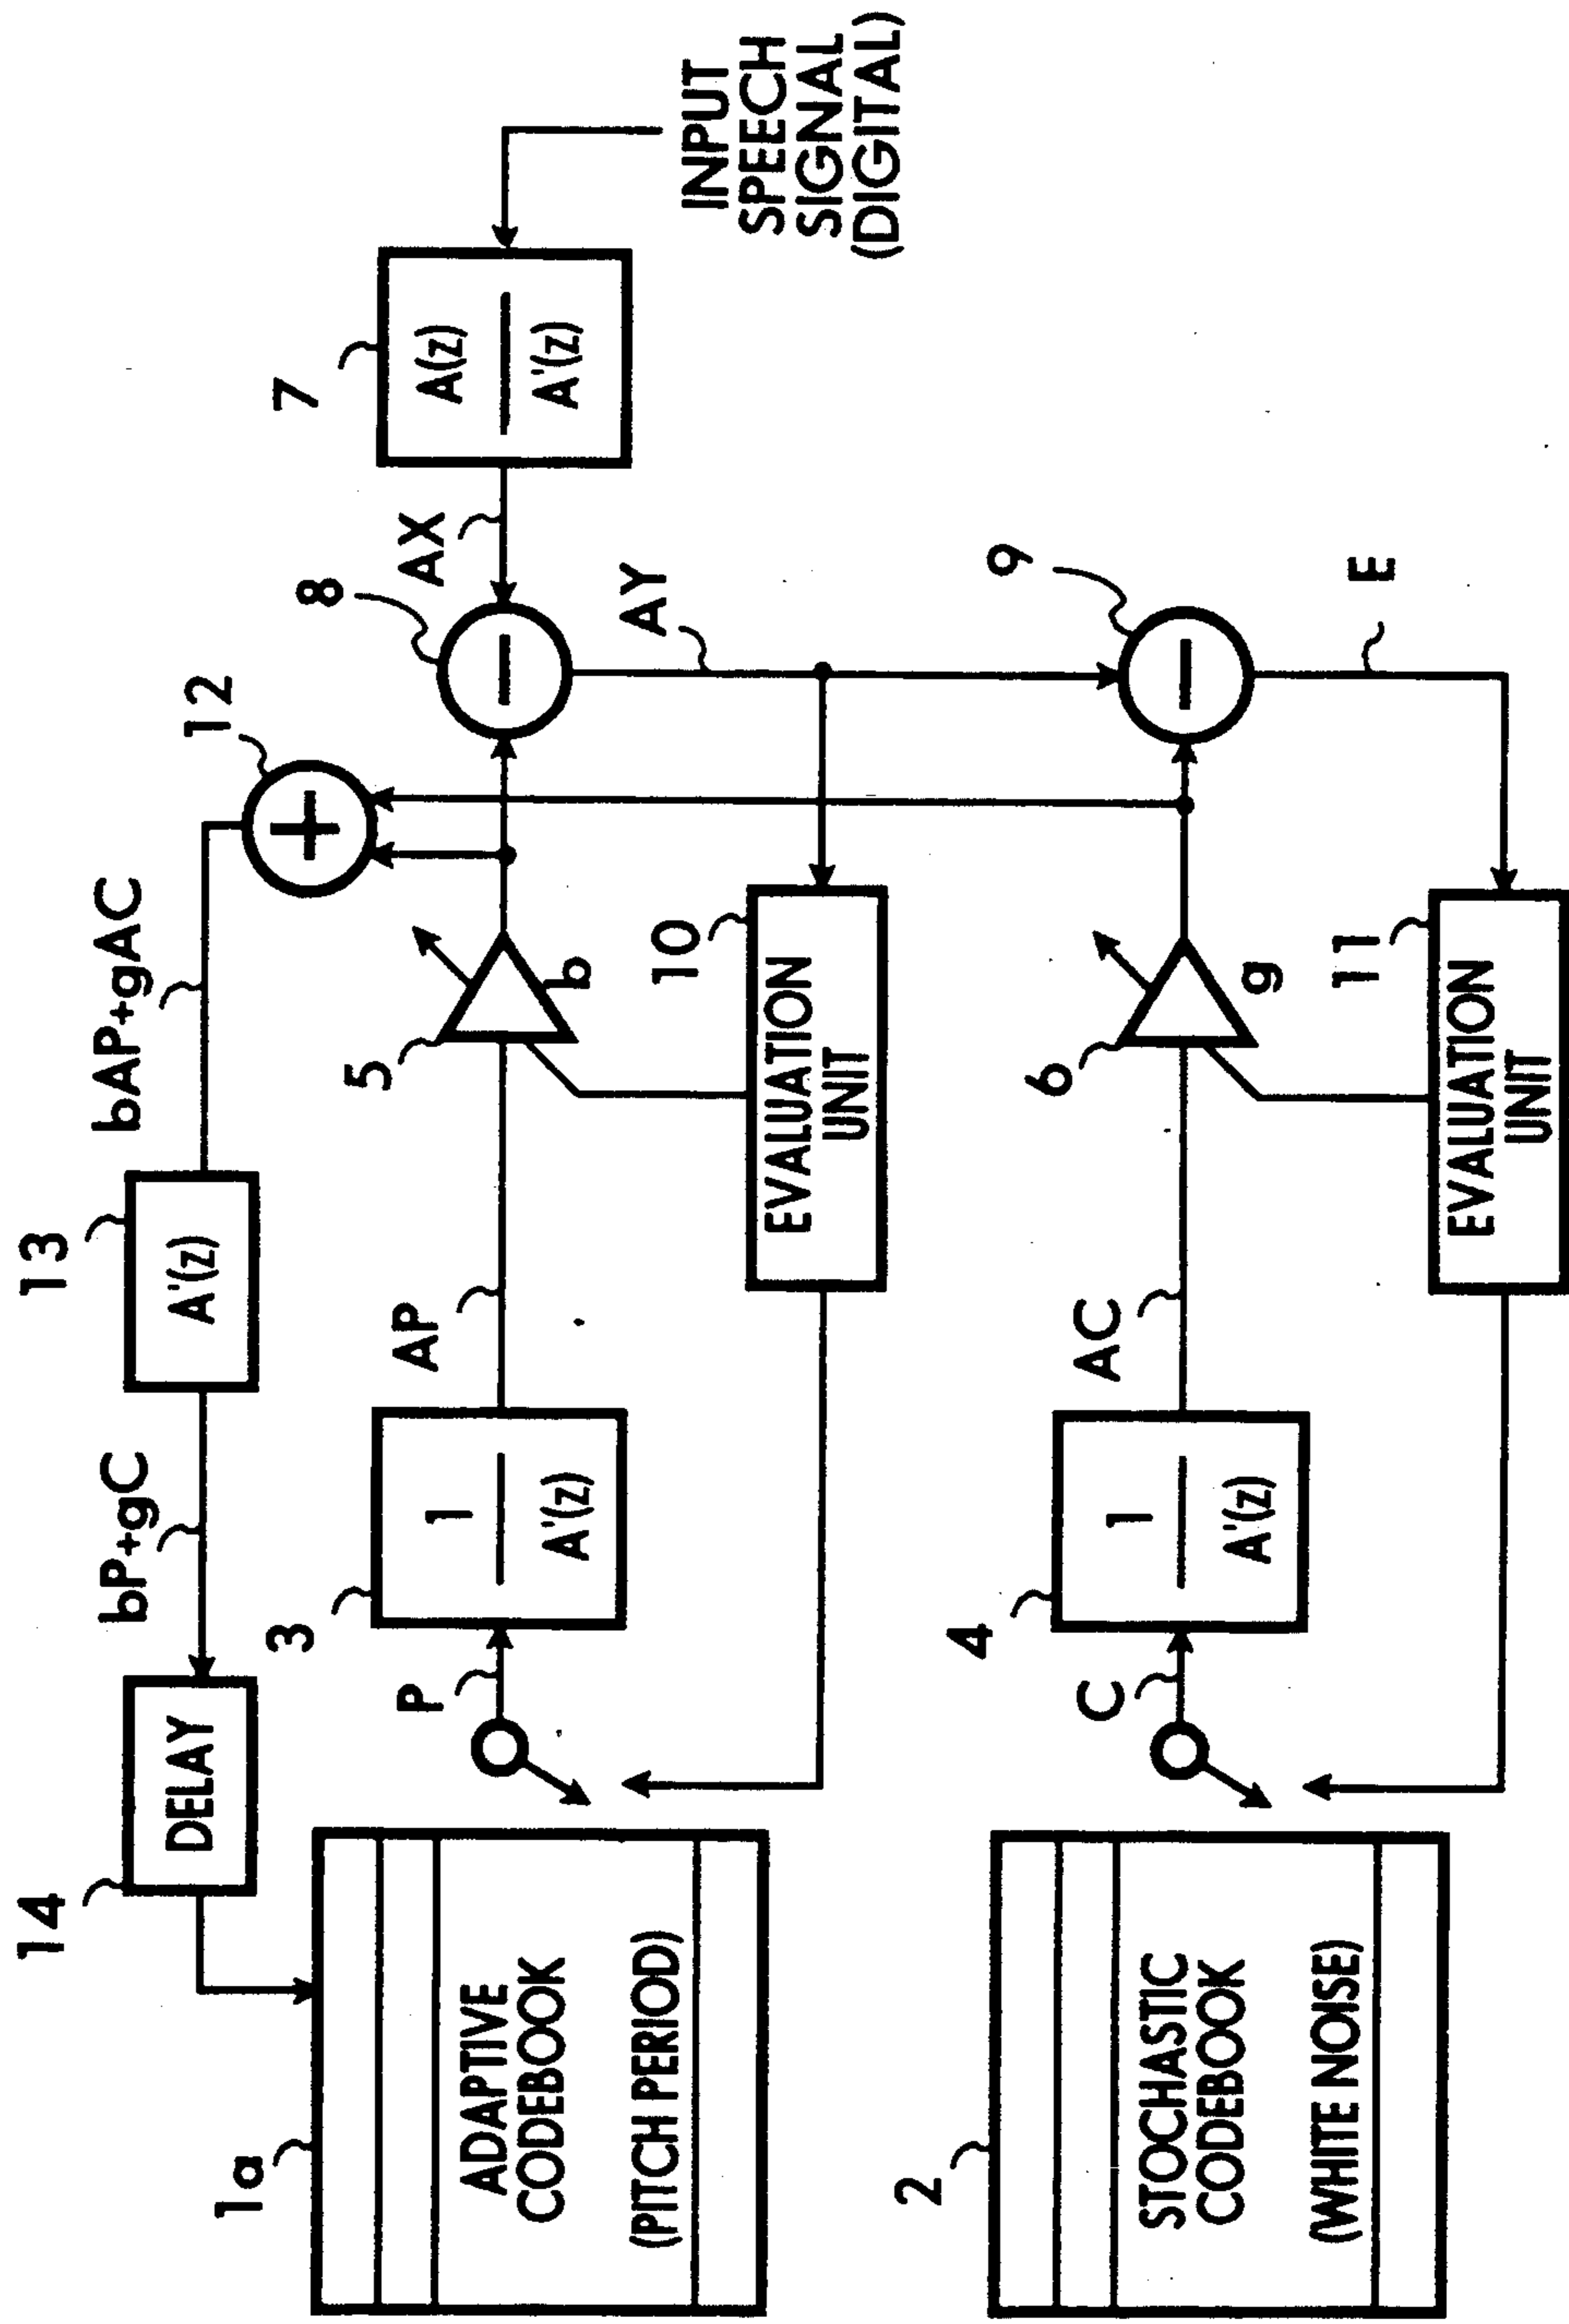 14
DELAY
bP+gC
13
A'(z)
bAP+gAC
12
1a
ADAPTIVE
CODEBOOK
(PITCH PERIOD)
P
3
1
A'(z)
AP
5
b
8
AX
7
A(z)
A'(z)
INPUT
SPEECH
SIGNAL
(DIGITAL)
10
EVALUATION
UNIT
AY
2
STOCHASTIC
CODEBOOK
(WHITE NOISE)
C
4
1
A'(z)
AC
6
g
9
E
11
EVALUATION
UNIT